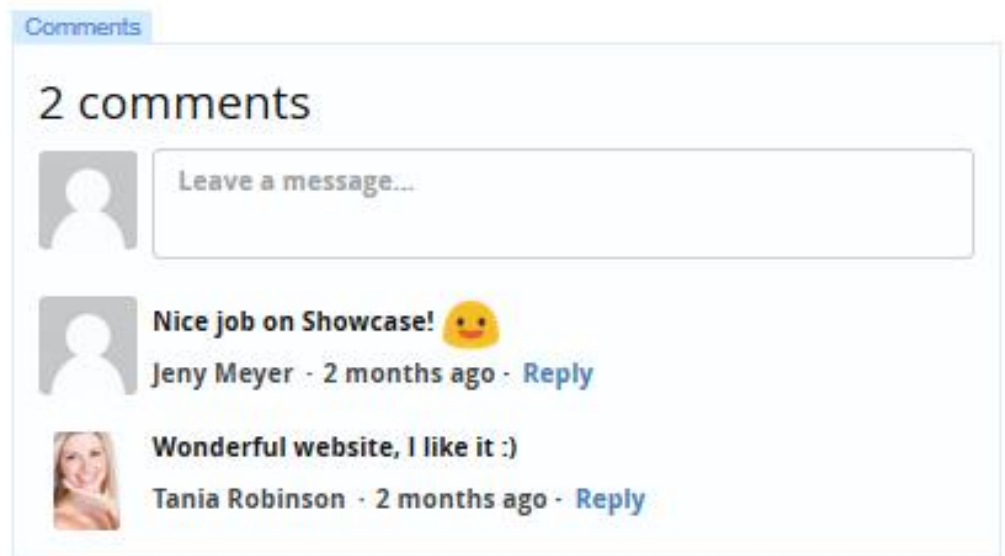 Comments
2 comments
Leave a message...
Nice job on Showcase!
Jeny Meyer · 2 months ago · Reply
Wonderful website, I like it :)
Tania Robinson · 2 months ago · Reply